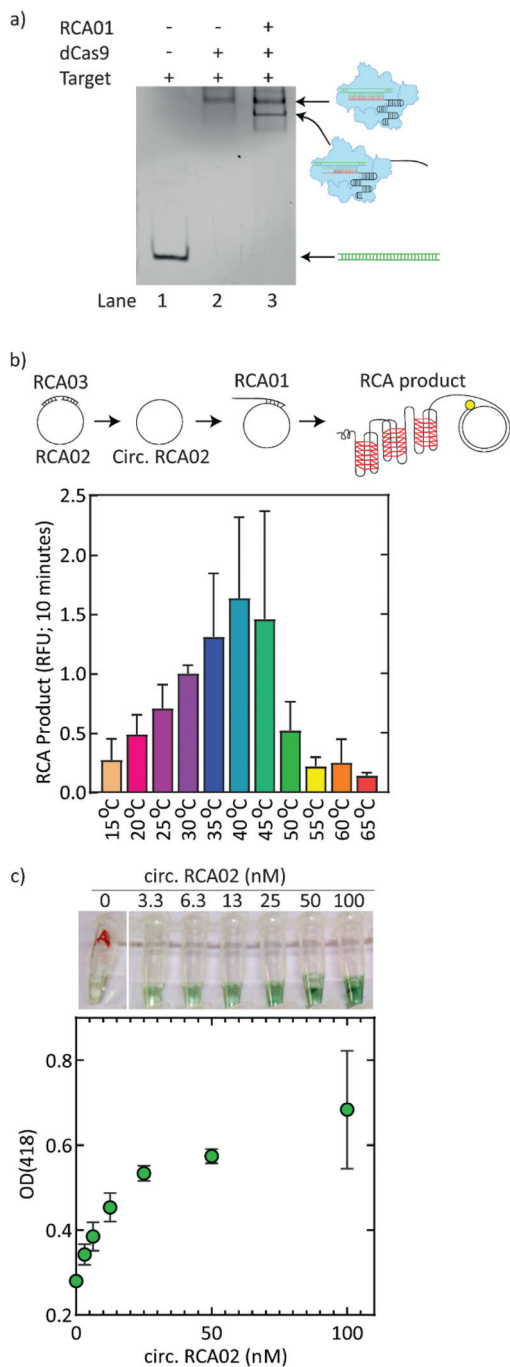 a)
RCA01 - - +
dCas9 - + +
Target + + +
Lane 1 2 3
b)
RCA03 RCA01 RCA product
RCA02 Circ. RCA02
RCA Product (RFU; 10 minutes)
2.5
2.0
1.5
1.0
0.5
0.0
15°C 20°C 25°C 30°C 35°C 40°C 45°C 50°C 55°C 60°C 65°C
c)
circ. RCA02 (nM)
0 3.3 6.3 13 25 50 100
A
OD(418)
0.8
0.6
0.4
0.2
0 50 100
circ. RCA02 (nM)